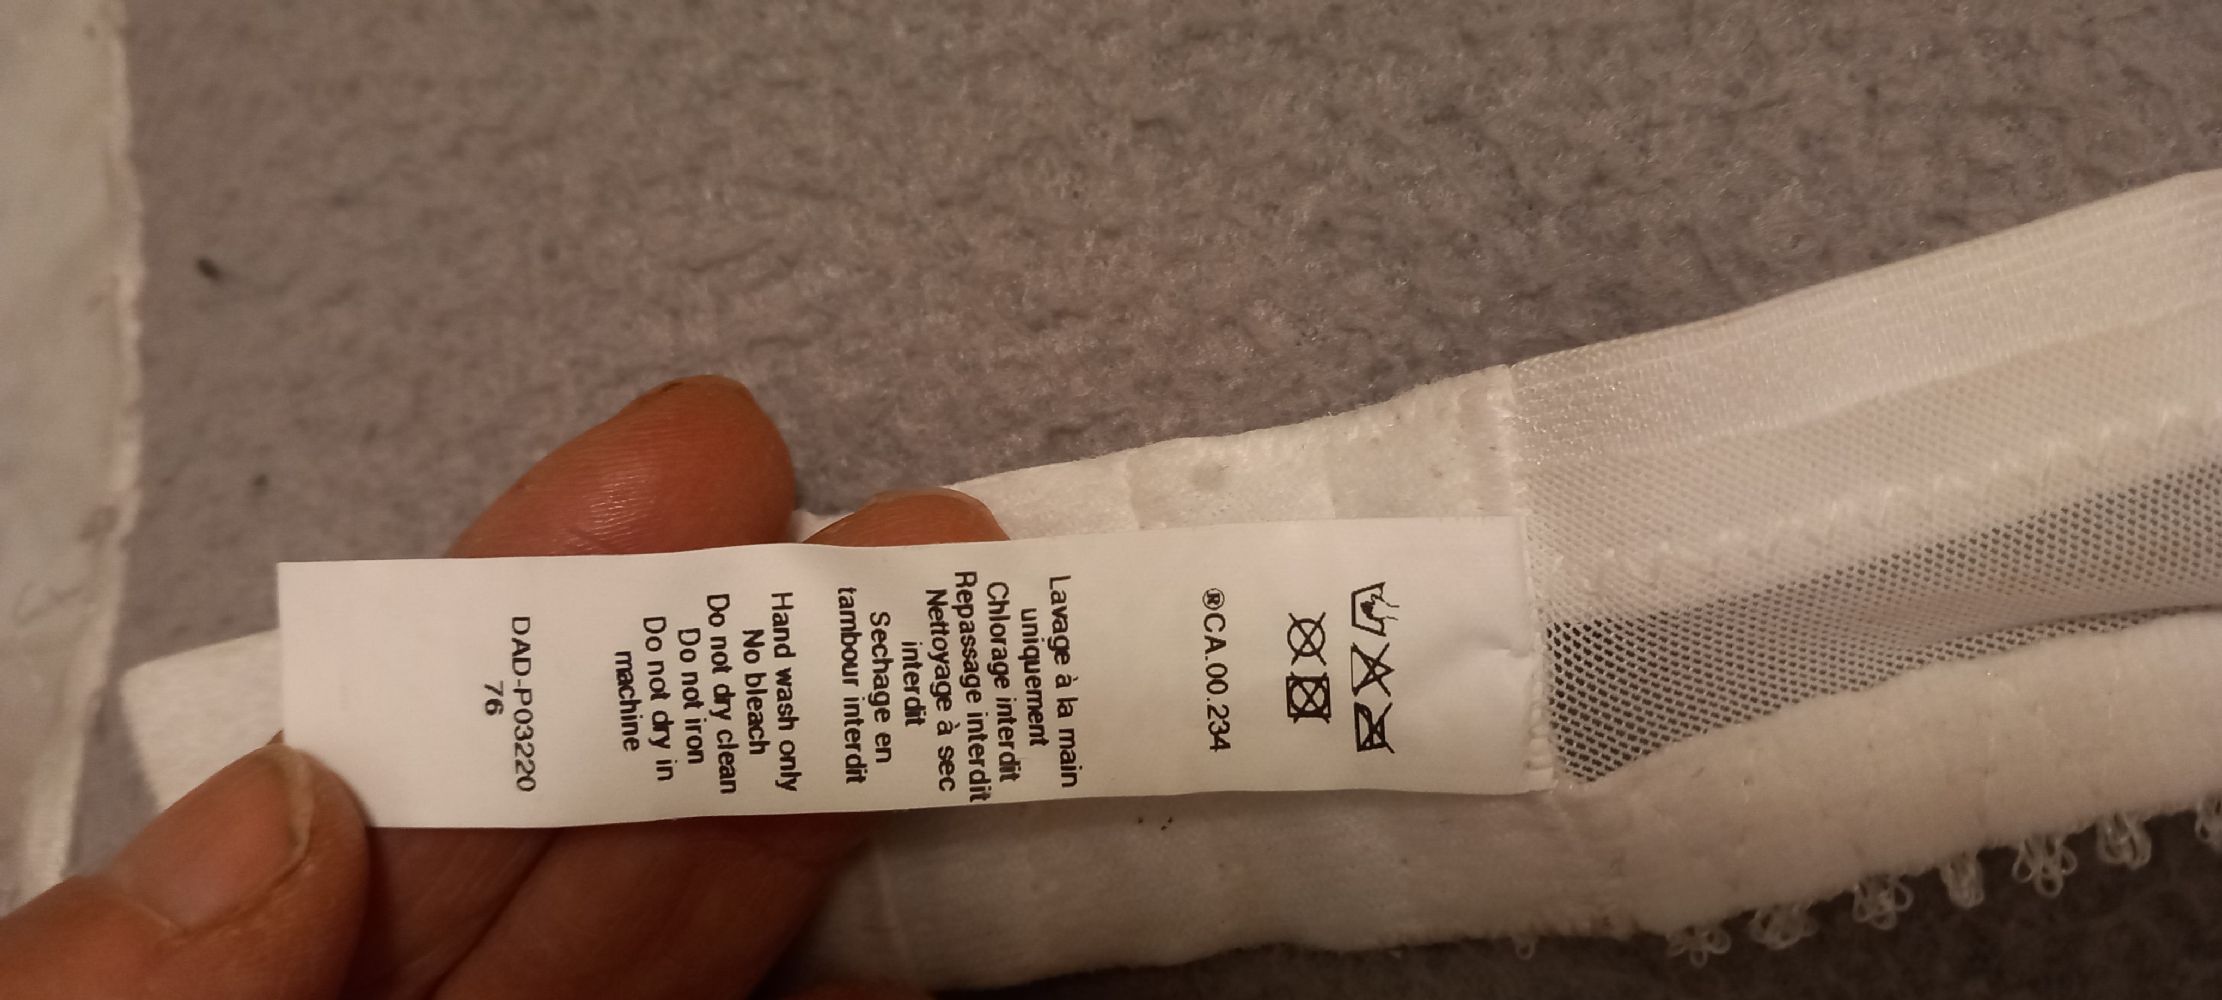 ®CA.00.234
Lavage à la main
uniquement
Chlorage interdit
Repassage interdit
Nettoyage à sec
interdit
Sechage en
tambour interdit
Hand wash only
No bleach
Do not dry clean
Do not iron
Do not dry in
machine
DAD-P03220
76